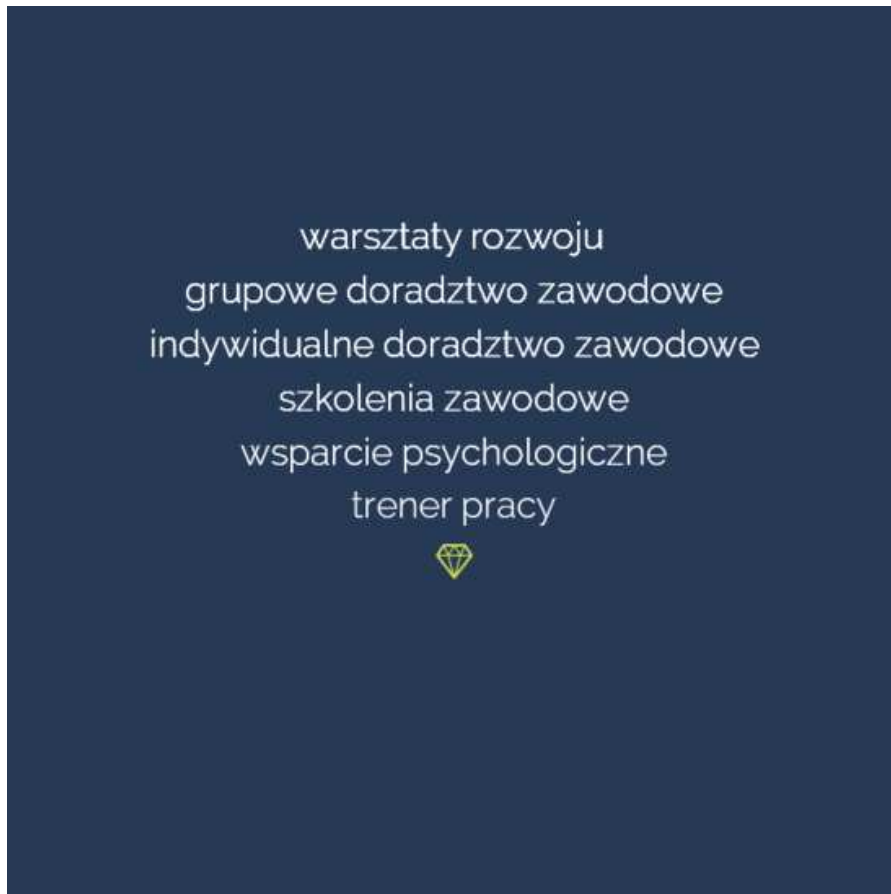 warsztaty rozwoju
grupowe doradztwo zawodowe
indywidualne doradztwo zawodowe
szkolenia zawodowe
wsparcie psychologiczne
trener pracy